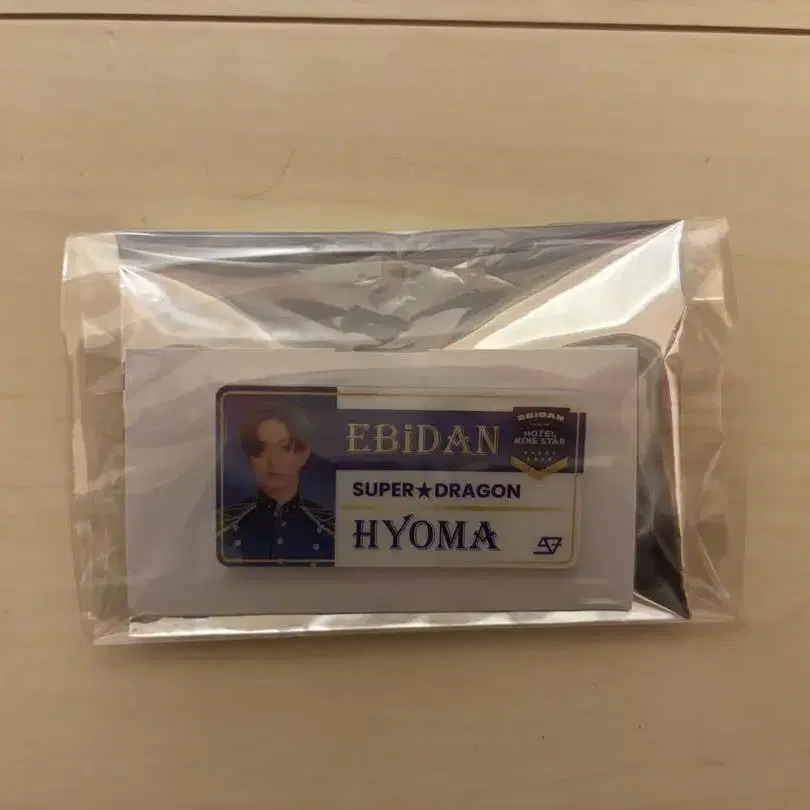 EBiDAN
EBiDAN
HOTEL
NINE STAR
SUPER★DRAGON
HYOMA